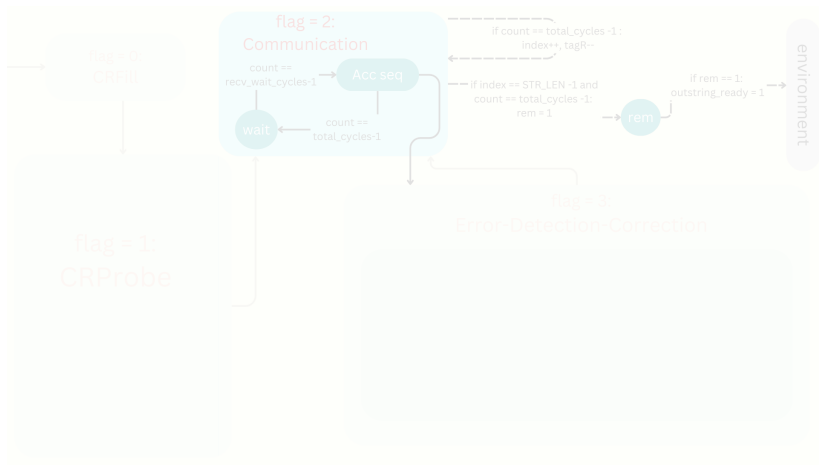 flag = 2:
Communication
count ==
recv_wait_cycles-1
Acc seq
wait
count ==
total_cycles-1
if count == total_cycles -1 :
index++, tagR--
if index == STR_LEN -1 and
count == total_cycles -1:
rem = 1
rem
if rem == 1:
outstring_ready = 1
environment
flag = 1:
CRProbe
flag = 3
Error-Detection-Correction